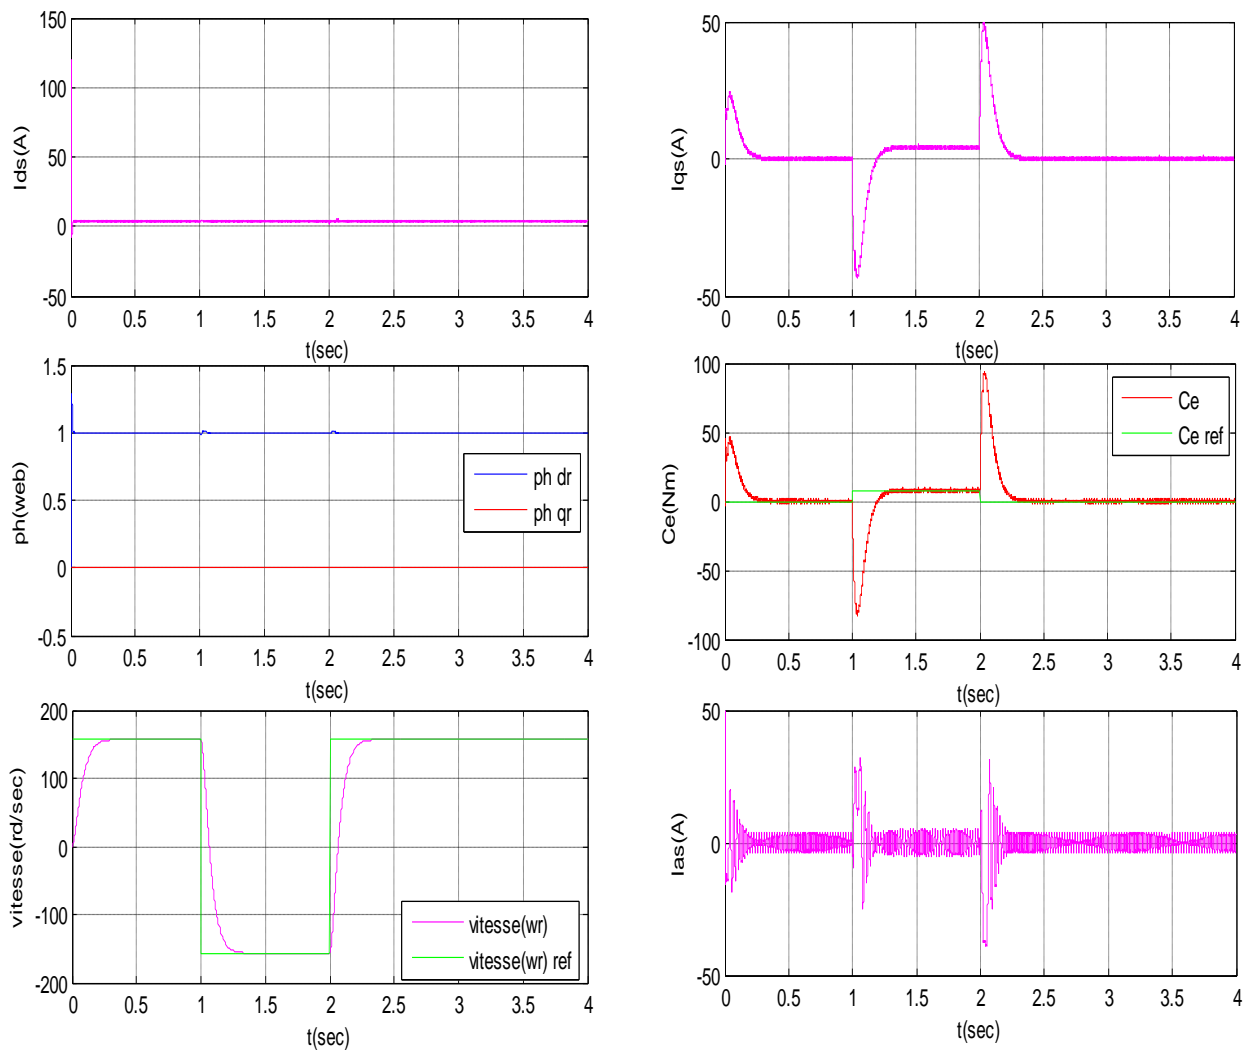 150
100
50
0
-50
Ids(A)
0 0.5 1 1.5 2 2.5 3 3.5 4
t(sec)
50
0
-50
Iqs(A)
0 0.5 1 1.5 2 2.5 3 3.5 4
t(sec)
1.5
1
0.5
0
-0.5
ph(web)
ph dr
ph qr
0 0.5 1 1.5 2 2.5 3 3.5 4
t(sec)
100
50
0
-50
-100
Ce(Nm)
Ce
Ce ref
0 0.5 1 1.5 2 2.5 3 3.5 4
t(sec)
200
100
0
-100
-200
vitesse(rd/sec)
vitesse(wr)
vitesse(wr) ref
0 0.5 1 1.5 2 2.5 3 3.5 4
t(sec)
50
0
-50
Ias(A)
0 0.5 1 1.5 2 2.5 3 3.5 4
t(sec)